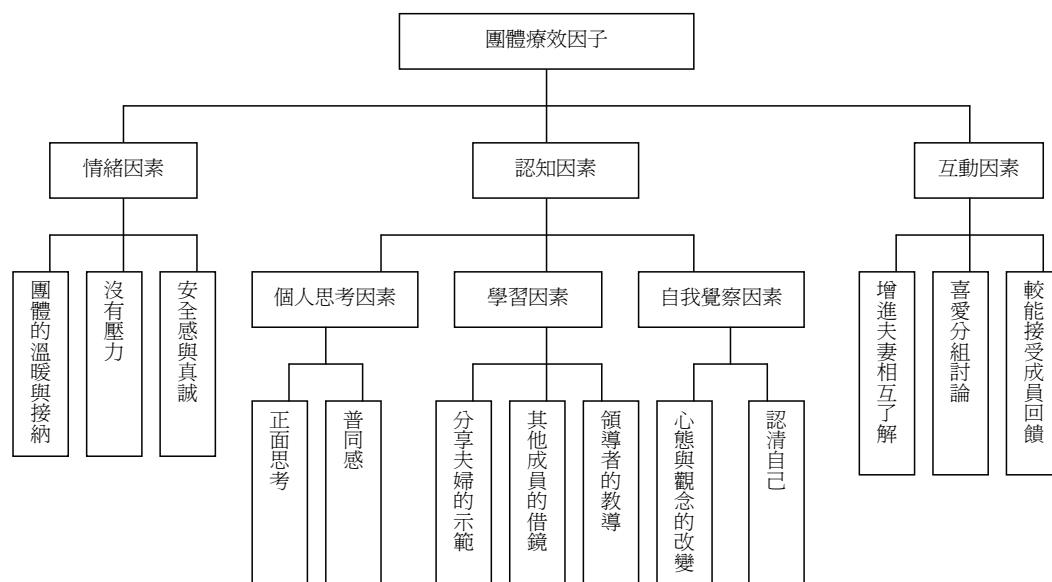 團體療效因子
情緒因素
認知因素
互動因素
團體的溫暖與接納
沒有壓力
安全感與真誠
個人思考因素
學習因素
自我覺察因素
增進夫妻相互了解
喜愛分組討論
較能接受成員回饋
正面思考
普同感
分享夫婦的示範
其他成員的借鏡
領導者的教導
心態與觀念的改變
認清自己